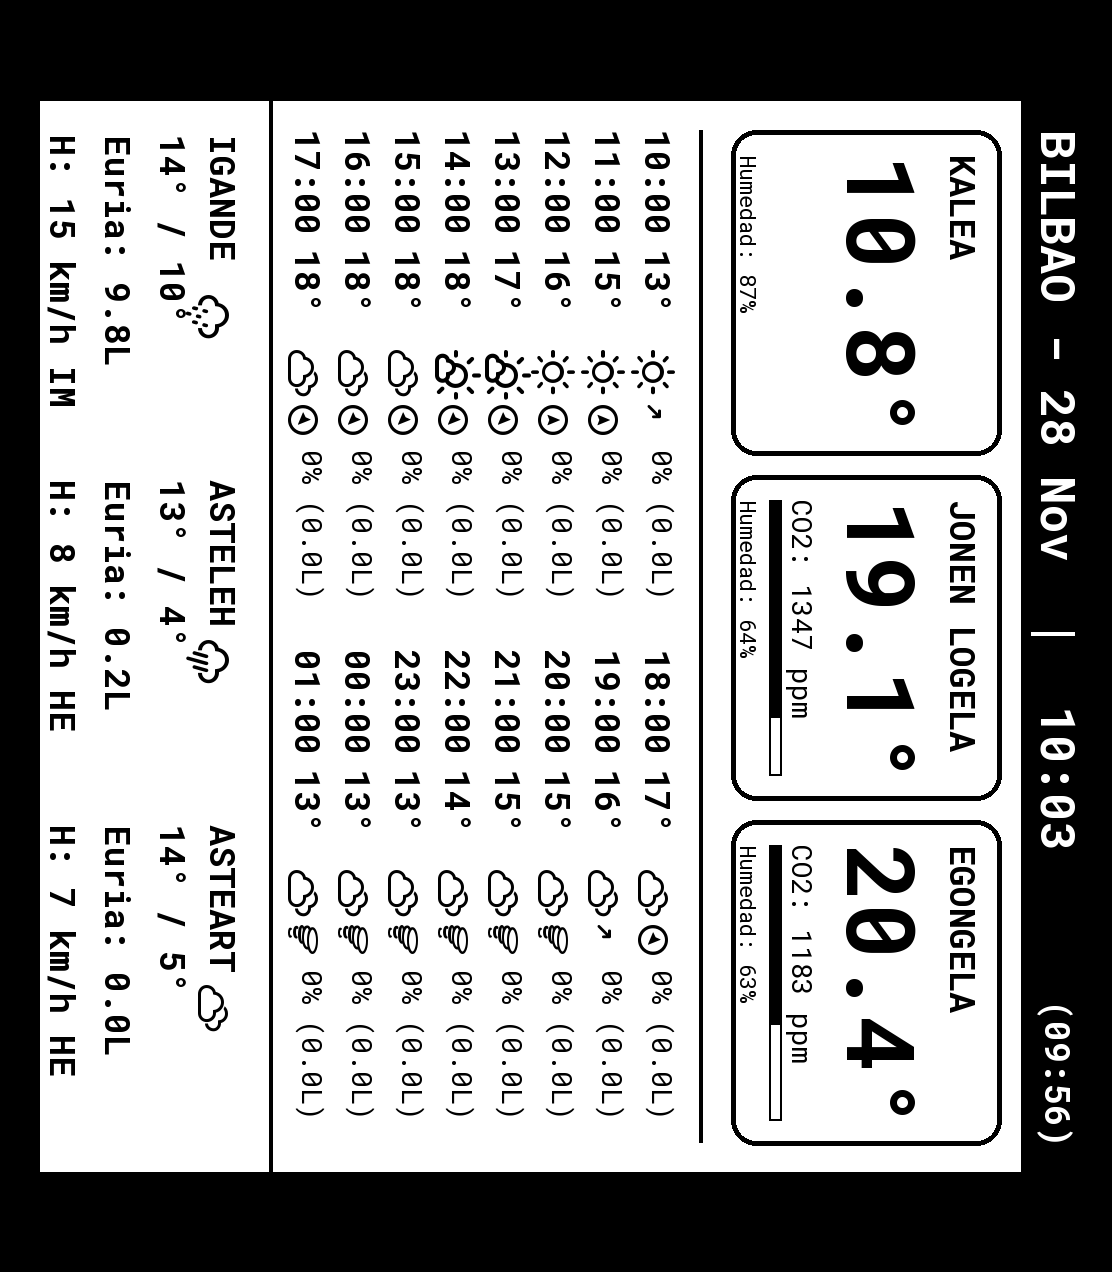 BILBAO - 28 Nov | 10:03 (09:56)
KALEA
10.8°
Humedad: 87%
JONEN LOGELA
19.1°
CO2: 1347 ppm
Humedad: 64%
EGONGELA
20.4°
CO2: 1183 ppm
Humedad: 63%
10:00 13° 0% (0.0L)
11:00 15° 0% (0.0L)
12:00 16° 0% (0.0L)
13:00 17° 0% (0.0L)
14:00 18° 0% (0.0L)
15:00 18° 0% (0.0L)
16:00 18° 0% (0.0L)
17:00 18° 0% (0.0L)
18:00 17° 0% (0.0L)
19:00 16° 0% (0.0L)
20:00 15° 0% (0.0L)
21:00 15° 0% (0.0L)
22:00 14° 0% (0.0L)
23:00 13° 0% (0.0L)
00:00 13° 0% (0.0L)
01:00 13° 0% (0.0L)
IGANDE
14° / 10°
Euria: 9.8L
H: 15 km/h IM
ASTELEH
13° / 4°
Euria: 0.2L
H: 8 km/h HE
ASTEART
14° / 5°
Euria: 0.0L
H: 7 km/h HE